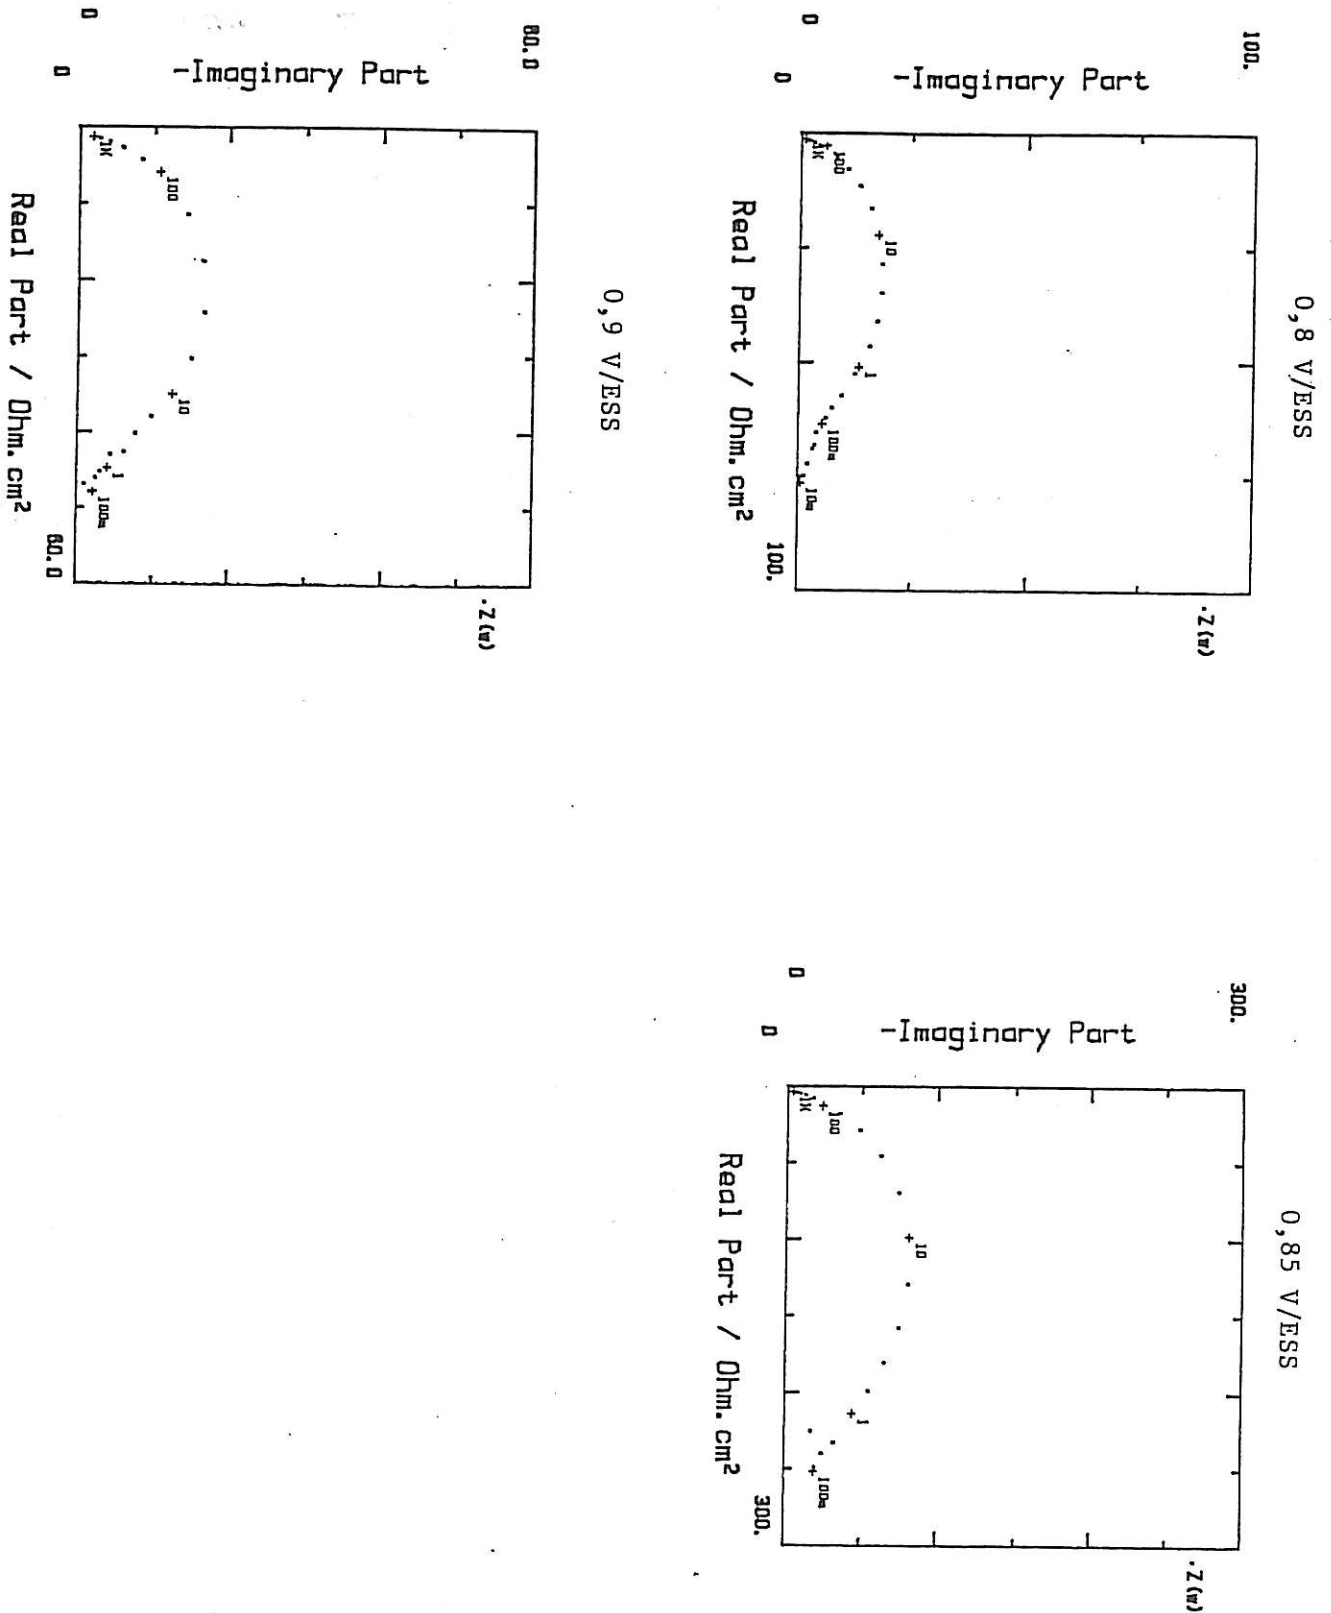 0,8 V/ESS
100.
·Z(w)
-Imaginary Part
10
1
100
100m
1K
10m
0
0
100.
Real Part / Ohm.cm²
0,85 V/ESS
300.
·Z(w)
-Imaginary Part
10
1
100
100m
1K
0
0
300.
Real Part / Ohm.cm²
0,9 V/ESS
60.0
·Z(w)
-Imaginary Part
100
10
1
1K
100m
0
0
60.0
Real Part / Ohm.cm²